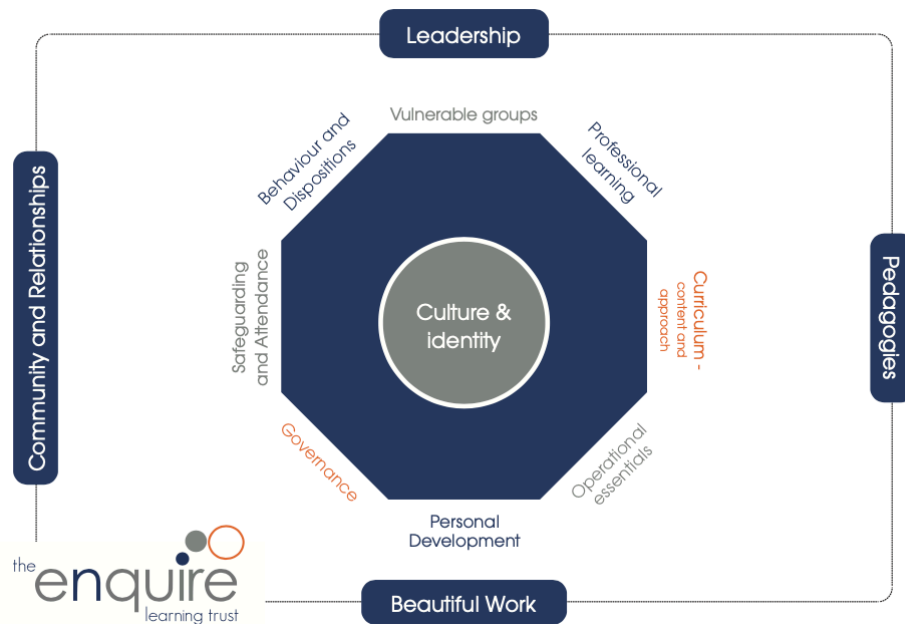 Leadership
Vulnerable groups
Behaviour and
Dispositions
Professional
learning
Community and Relationships
Safeguarding
and Attendance
Culture &
identity
Curriculum -
content and
approach
Pedagogies
Governance
Operational
essentials
Personal
Development
the
enquire
learning trust
Beautiful Work